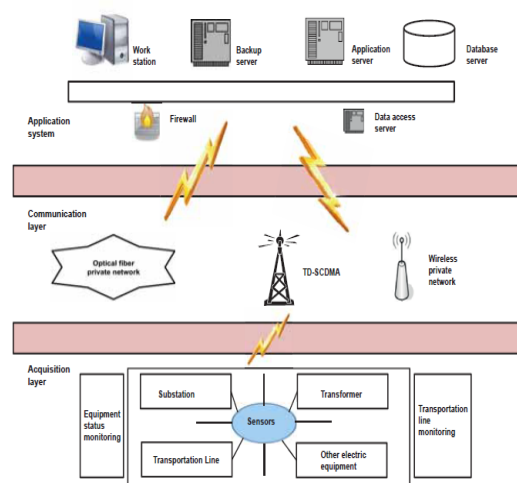 Work
station
Backup
server
Application
server
Database
server
Application
system
Firewall
Data access
server
Communication
layer
Optical fiber
private network
TD-SCDMA
Wireless
private
network
Acquisition
layer
Equipment
status
monitoring
Substation
Transformer
Sensors
Transportation Line
Other electric
equipment
Transportation
line
monitoring